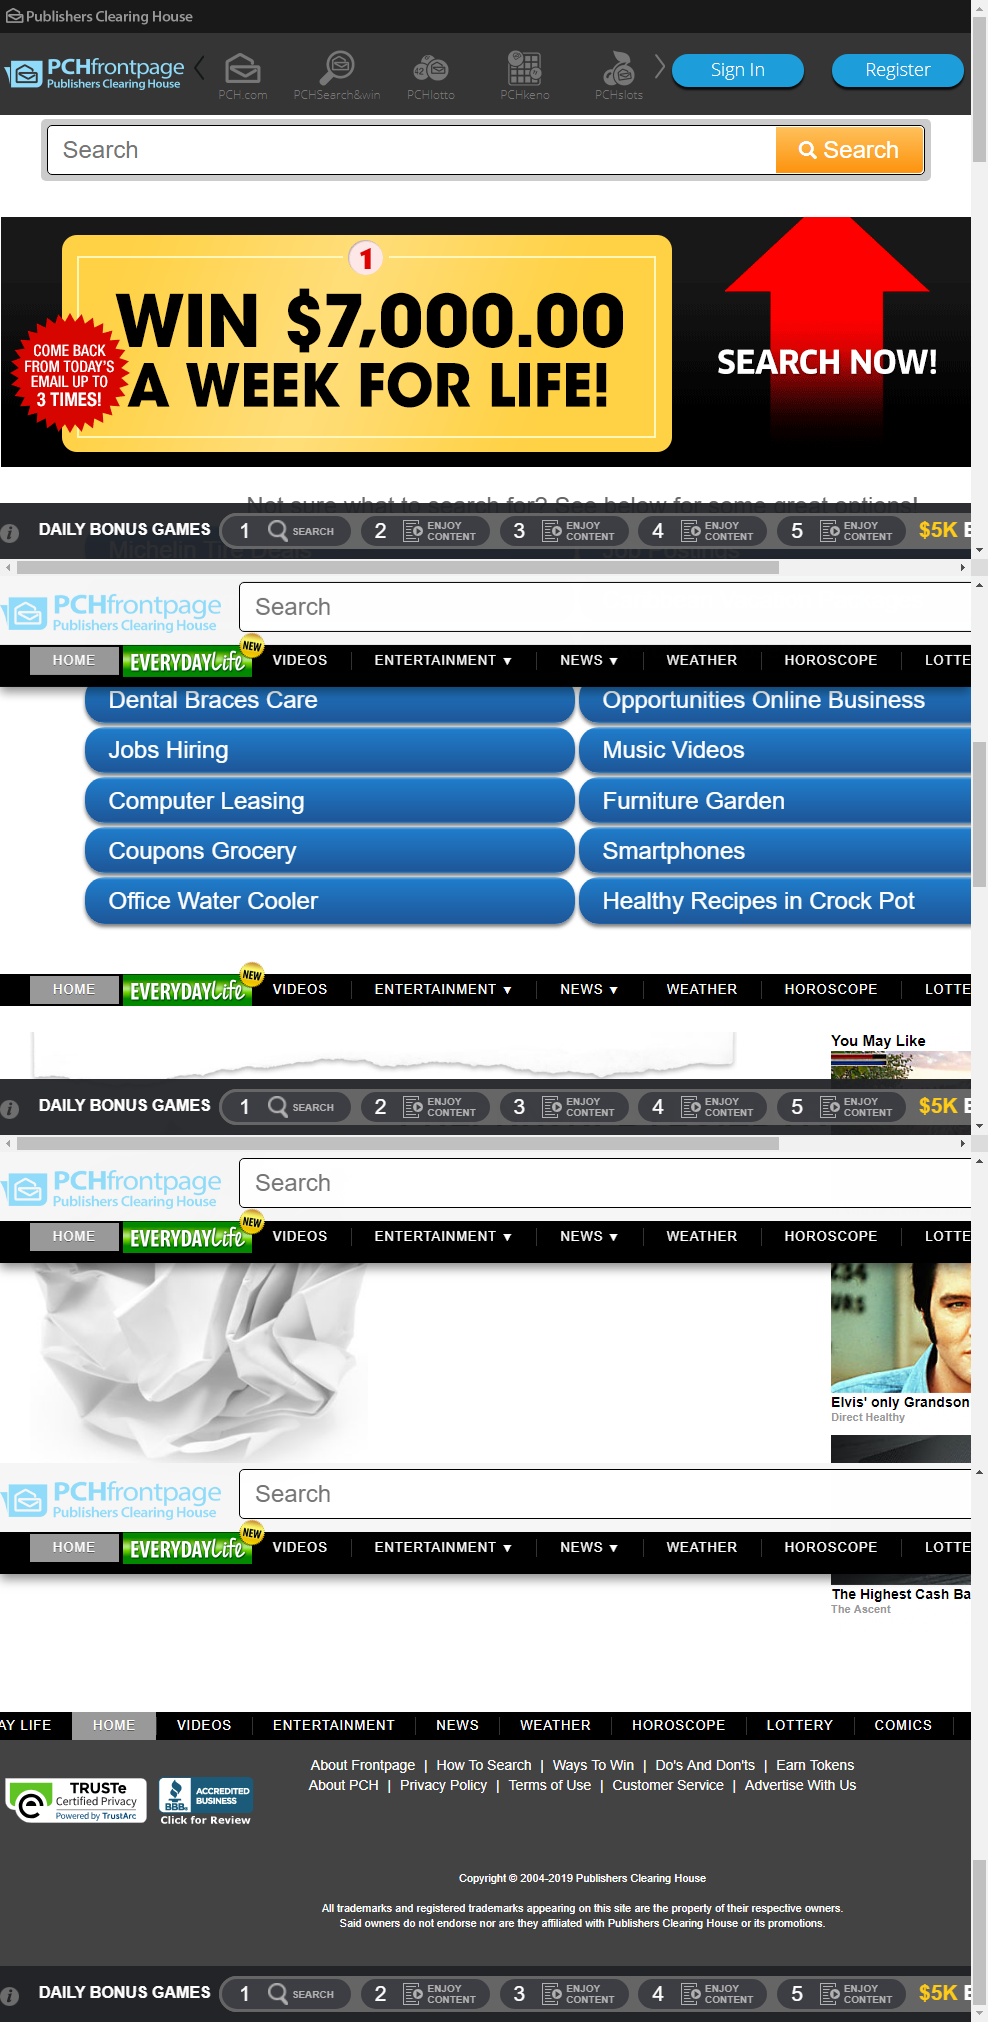 Publishers Clearing House
PCHfrontpage
Publishers Clearing House
PCH.com
PCHSearch&win
PCHlotto
PCHkeno
PCHslots
Sign In
Register
Search
Search
1
WIN $7,000.00
A WEEK FOR LIFE!
COME BACK
FROM TODAY'S
EMAIL UP TO
3 TIMES!
SEARCH NOW!
Not sure what to search for? See below for some great options!
DAILY BONUS GAMES 1 SEARCH 2 ENJOY CONTENT 3 ENJOY CONTENT 4 ENJOY CONTENT 5 ENJOY CONTENT $5K E
Michelin Tire Deals
Job Postings
PCHfrontpage
Publishers Clearing House
Search
NEW
HOME EVERYDAYLife VIDEOS ENTERTAINMENT ▼ NEWS ▼ WEATHER HOROSCOPE LOTTE
Dental Braces Care
Opportunities Online Business
Jobs Hiring
Music Videos
Computer Leasing
Furniture Garden
Coupons Grocery
Smartphones
Office Water Cooler
Healthy Recipes in Crock Pot
NEW
HOME EVERYDAYLife VIDEOS ENTERTAINMENT ▼ NEWS ▼ WEATHER HOROSCOPE LOTTE
You May Like
DAILY BONUS GAMES 1 SEARCH 2 ENJOY CONTENT 3 ENJOY CONTENT 4 ENJOY CONTENT 5 ENJOY CONTENT $5K E
PCHfrontpage
Publishers Clearing House
Search
NEW
HOME EVERYDAYLife VIDEOS ENTERTAINMENT ▼ NEWS ▼ WEATHER HOROSCOPE LOTTE
Elvis' only Grandson
Direct Healthy
PCHfrontpage
Publishers Clearing House
Search
NEW
HOME EVERYDAYLife VIDEOS ENTERTAINMENT ▼ NEWS ▼ WEATHER HOROSCOPE LOTTE
The Highest Cash Ba
The Ascent
AY LIFE HOME VIDEOS ENTERTAINMENT NEWS WEATHER HOROSCOPE LOTTERY COMICS
About Frontpage | How To Search | Ways To Win | Do's And Don'ts | Earn Tokens
About PCH | Privacy Policy | Terms of Use | Customer Service | Advertise With Us
TRUSTe
Certified Privacy
Powered by TrustArc
BBB
ACCREDITED
BUSINESS
Click for Review
Copyright © 2004-2019 Publishers Clearing House
All trademarks and registered trademarks appearing on this site are the property of their respective owners.
Said owners do not endorse nor are they affiliated with Publishers Clearing House or its promotions.
DAILY BONUS GAMES 1 SEARCH 2 ENJOY CONTENT 3 ENJOY CONTENT 4 ENJOY CONTENT 5 ENJOY CONTENT $5K E